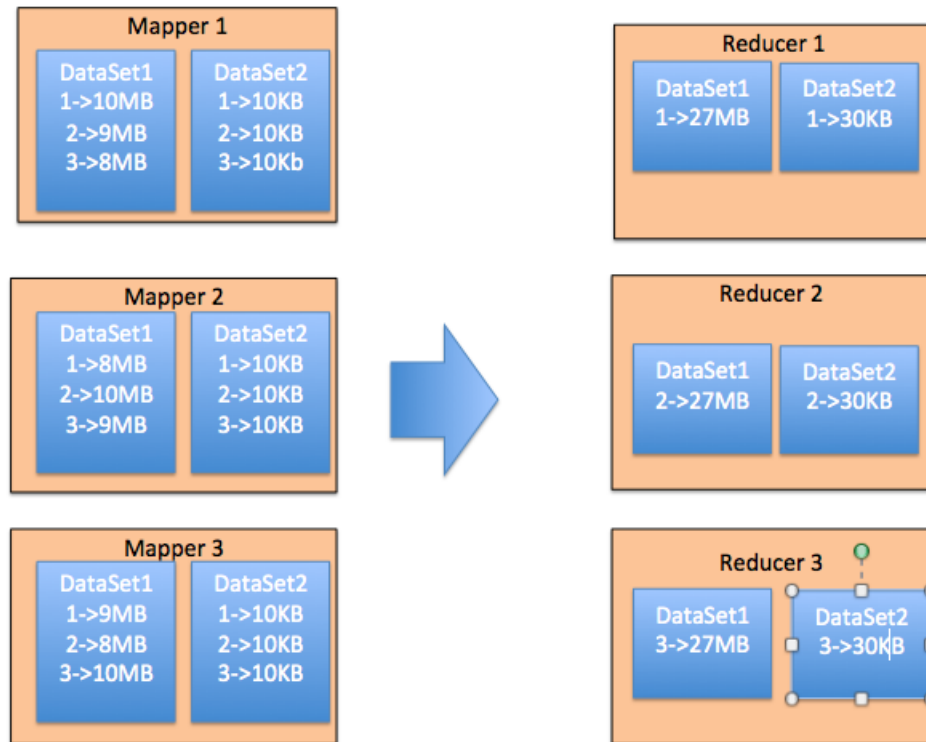 Mapper 1
DataSet1
1->10MB
2->9MB
3->8MB
DataSet2
1->10KB
2->10KB
3->10Kb
Reducer 1
DataSet1
1->27MB
DataSet2
1->30KB
Mapper 2
DataSet1
1->8MB
2->10MB
3->9MB
DataSet2
1->10KB
2->10KB
3->10KB
Reducer 2
DataSet1
2->27MB
DataSet2
2->30KB
Mapper 3
DataSet1
1->9MB
2->8MB
3->10MB
DataSet2
1->10KB
2->10KB
3->10KB
Reducer 3
DataSet1
3->27MB
DataSet2
3->30KB